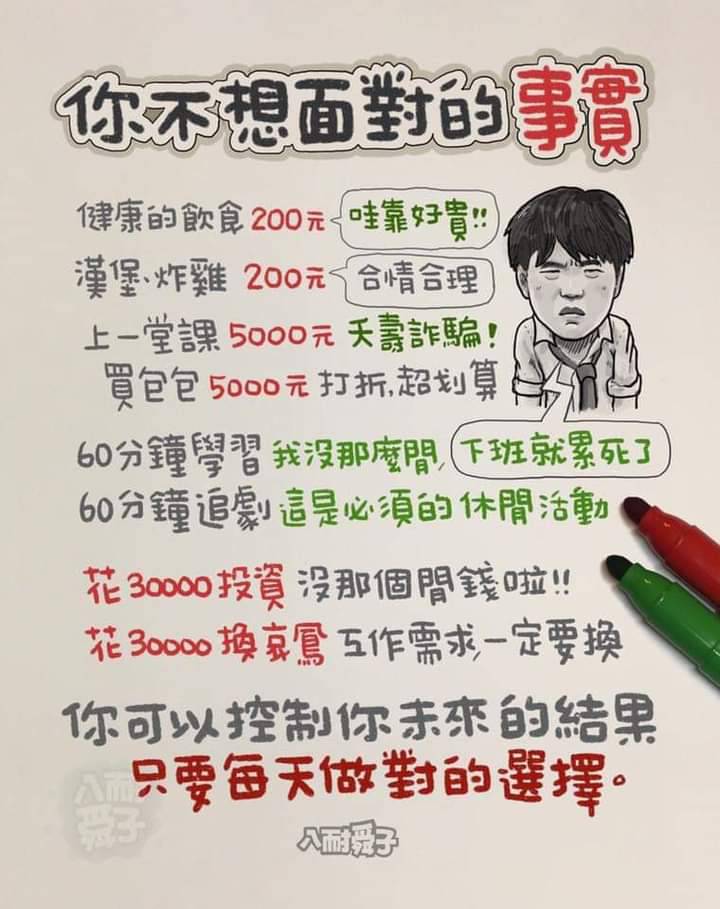 你不想面對的事實
健康的飲食 200元 哇靠好貴!!
漢堡、炸雞 200元 合情合理
上一堂課 5000元 夭壽詐騙!
買包包 5000元 打折,超划算
60分鐘學習 我沒那麼閒, 下班就累死了
60分鐘追劇 這是必須的休閒活動
花30000投資 沒那個閒錢啦!!
花30000換哀鳳 工作需求,一定要換
你可以控制你未來的結果
只要每天做對的選擇。
八耐舜子
八耐舜子